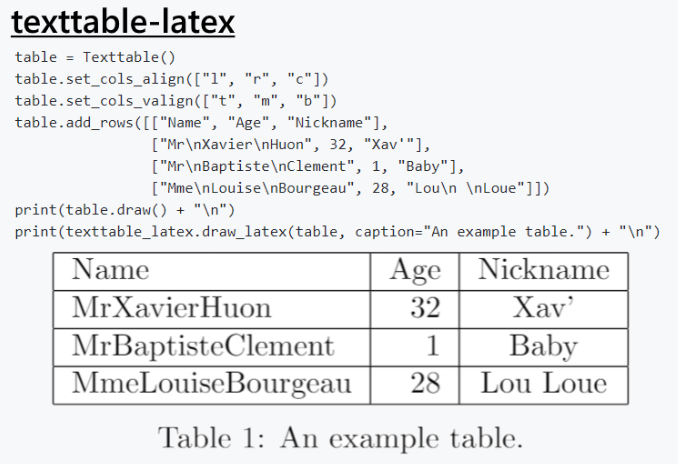 texttable-latex
table = Texttable()
table.set_cols_align(["l", "r", "c"])
table.set_cols_valign(["t", "m", "b"])
table.add_rows([["Name", "Age", "Nickname"],
["Mr\nXavier\nHuon", 32, "Xav'"],
["Mr\nBaptiste\nClement", 1, "Baby"],
["Mme\nLouise\nBourgeau", 28, "Lou\n \nLoue"]])
print(table.draw() + "\n")
print(texttable_latex.draw_latex(table, caption="An example table.") + "\n")
Name Age Nickname
MrXavierHuon 32 Xav’
MrBaptisteClement 1 Baby
MmeLouiseBourgeau 28 Lou Loue
Table 1: An example table.